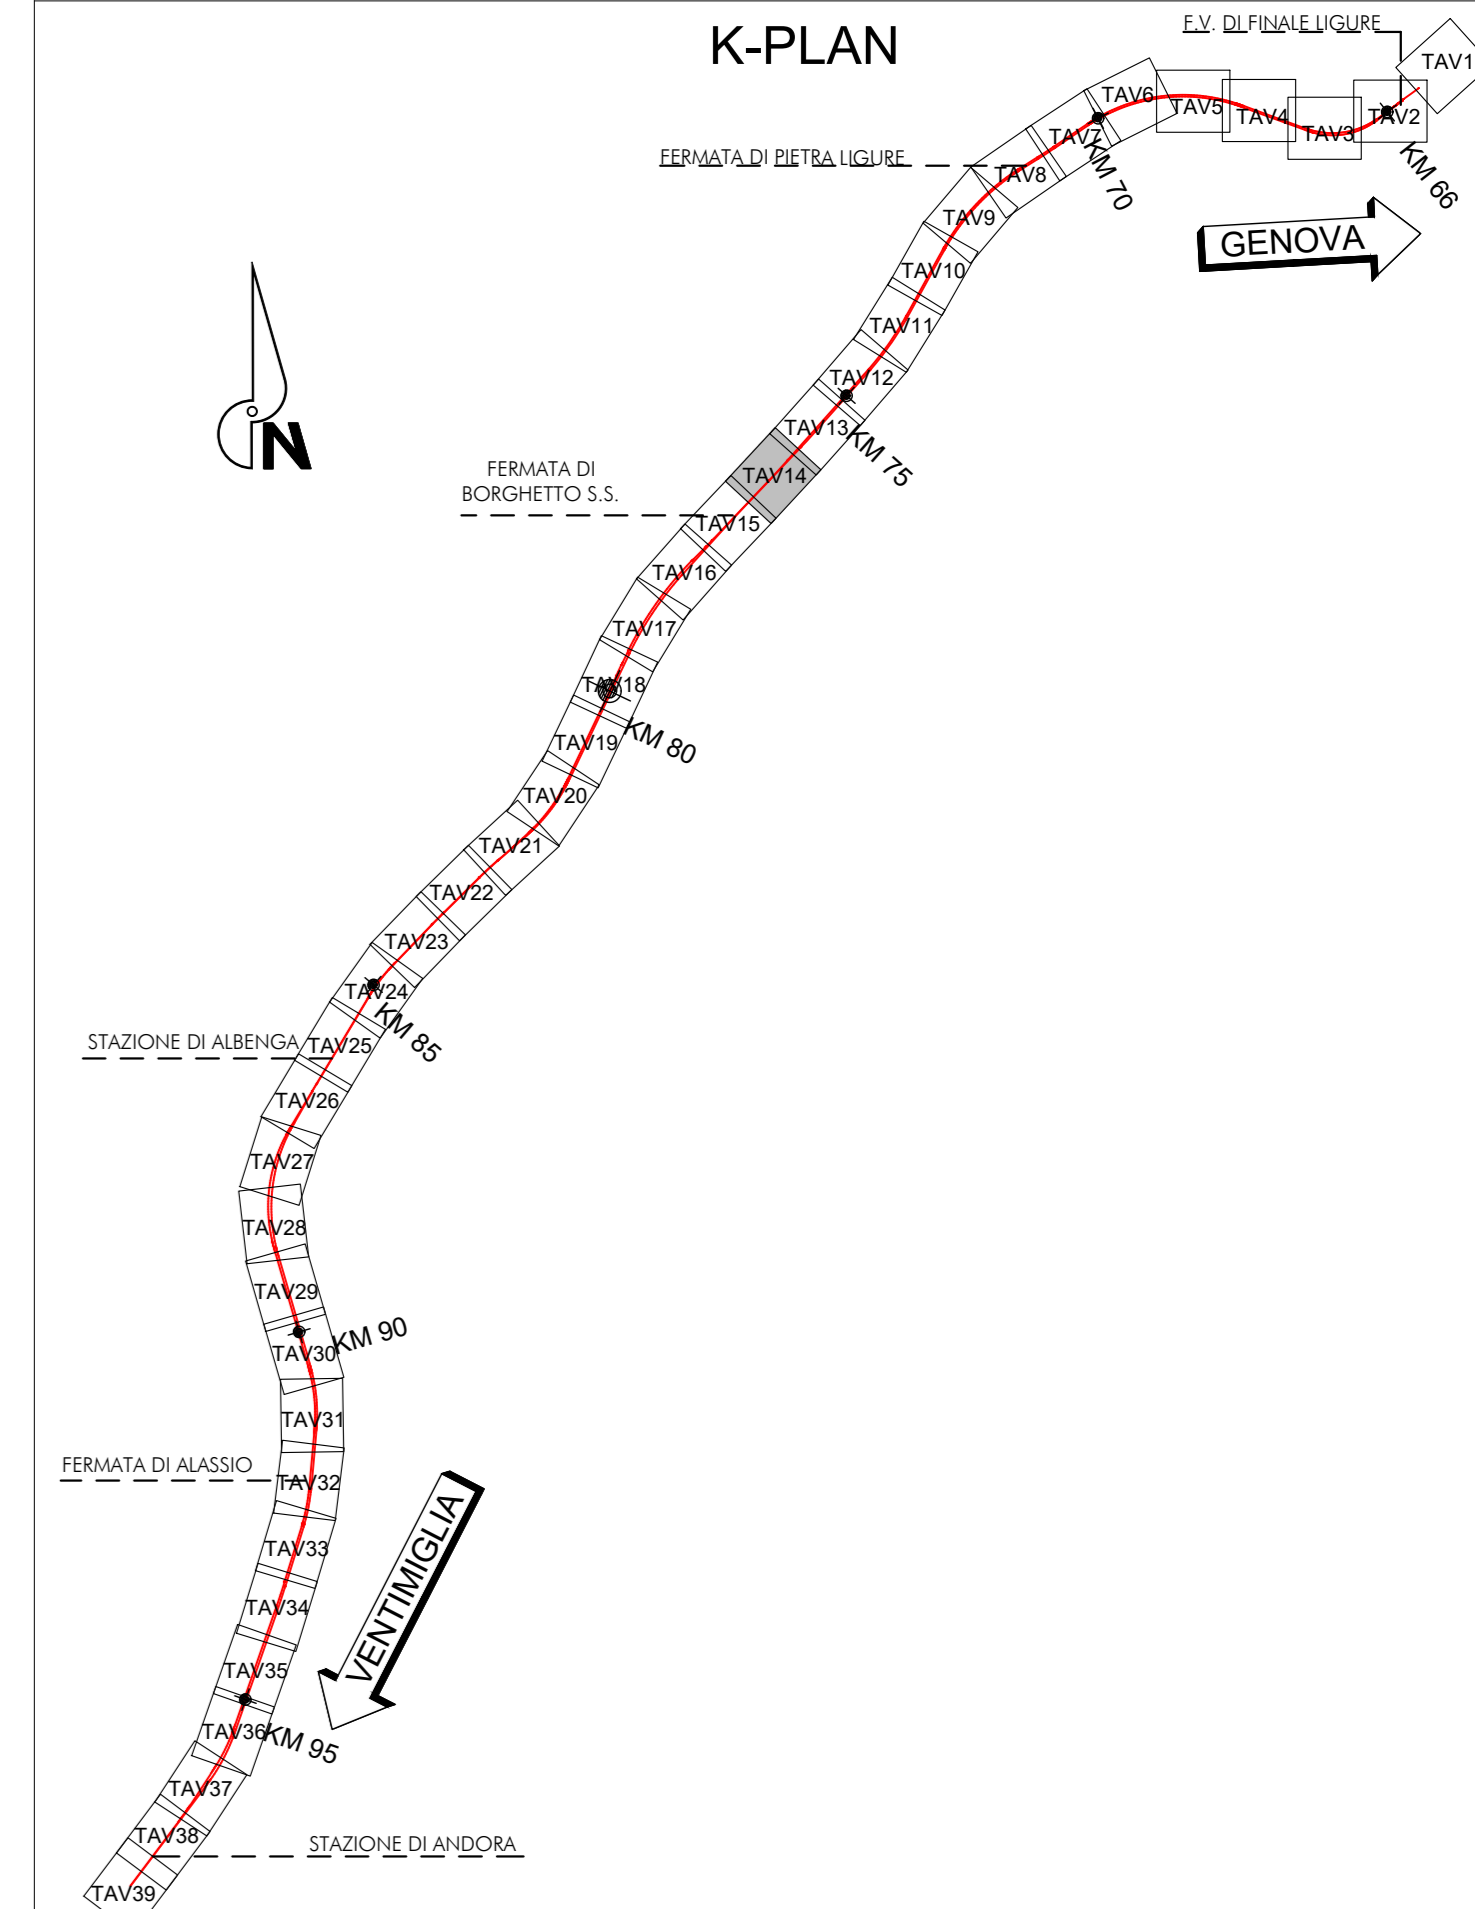 K-PLAN
F.V. DI FINALE LIGURE
TAV1
TAV2
TAV3
TAV4
TAV5
TAV6
TAV7
KM 66
KM 70
FERMATA DI PIETRA LIGURE
TAV8
TAV9
GENOVA
TAV10
TAV11
TAV12
TAV13
KM 75
N
FERMATA DI
BORGHETTO S.S.
TAV14
TAV15
TAV16
TAV17
TAV18
KM 80
TAV19
TAV20
TAV21
TAV22
TAV23
TAV24
KM 85
STAZIONE DI ALBENGA
TAV25
TAV26
TAV27
TAV28
TAV29
KM 90
TAV30
TAV31
FERMATA DI ALASSIO
TAV32
VENTIMIGLIA
TAV33
TAV34
TAV35
TAV36
KM 95
TAV37
TAV38
STAZIONE DI ANDORA
TAV39